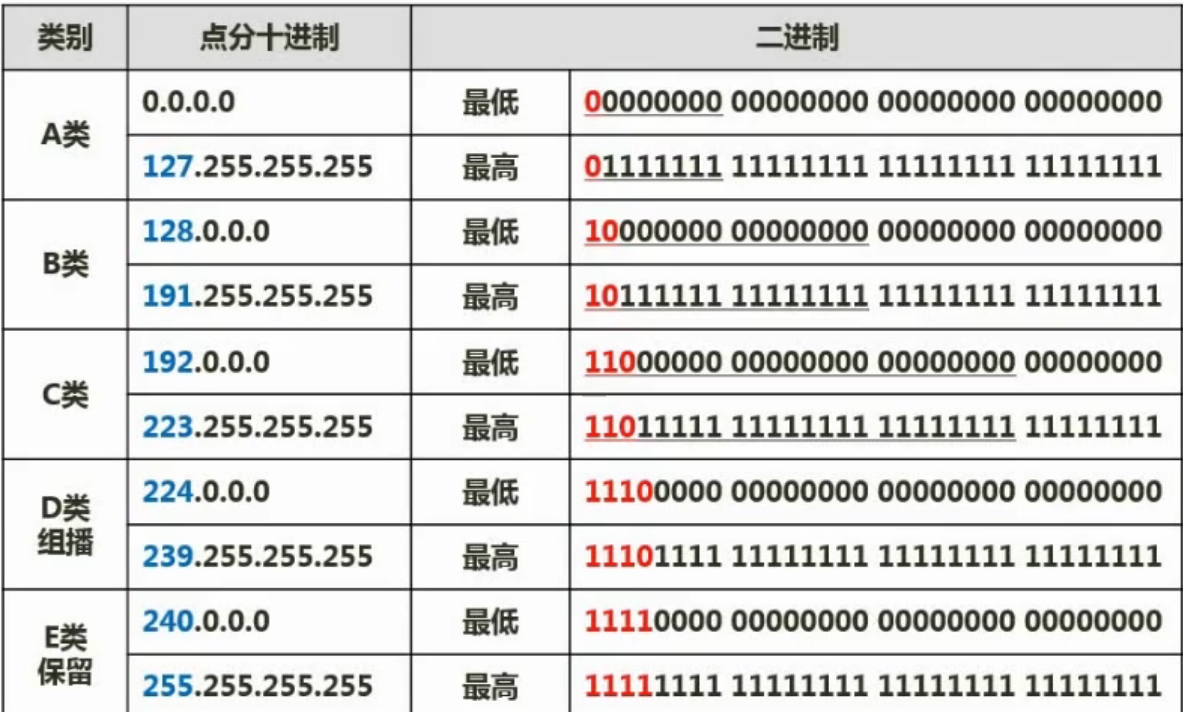 类别 点分十进制 二进制
A类
0.0.0.0 最低 00000000 00000000 00000000 00000000
127.255.255.255 最高 01111111 11111111 11111111 11111111
B类
128.0.0.0 最低 10000000 00000000 00000000 00000000
191.255.255.255 最高 10111111 11111111 11111111 11111111
C类
192.0.0.0 最低 11000000 00000000 00000000 00000000
223.255.255.255 最高 11011111 11111111 11111111 11111111
D类
组播
224.0.0.0 最低 11100000 00000000 00000000 00000000
239.255.255.255 最高 11101111 11111111 11111111 11111111
E类
保留
240.0.0.0 最低 11110000 00000000 00000000 00000000
255.255.255.255 最高 11111111 11111111 11111111 11111111